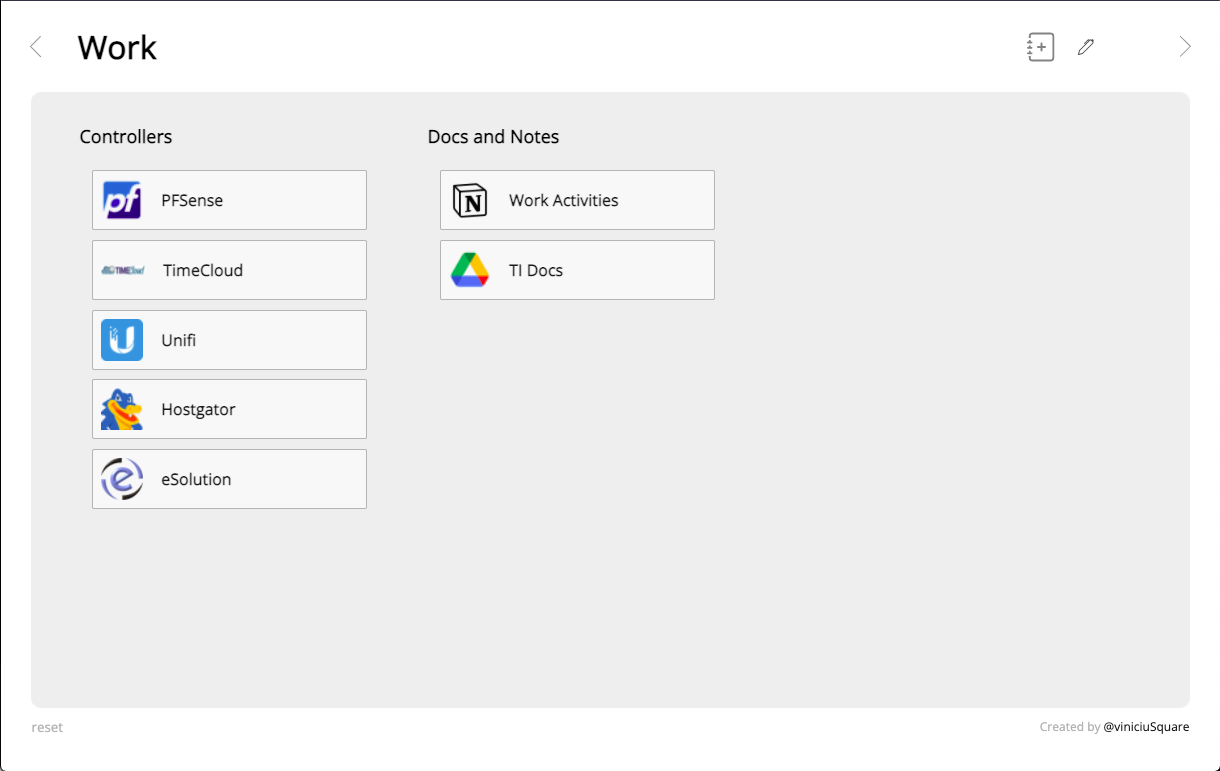 Work
Controllers
pf PFSense
TIMECloud TimeCloud
U Unifi
Hostgator
e eSolution
Docs and Notes
N Work Activities
TI Docs
reset
Created by @viniciuSquare